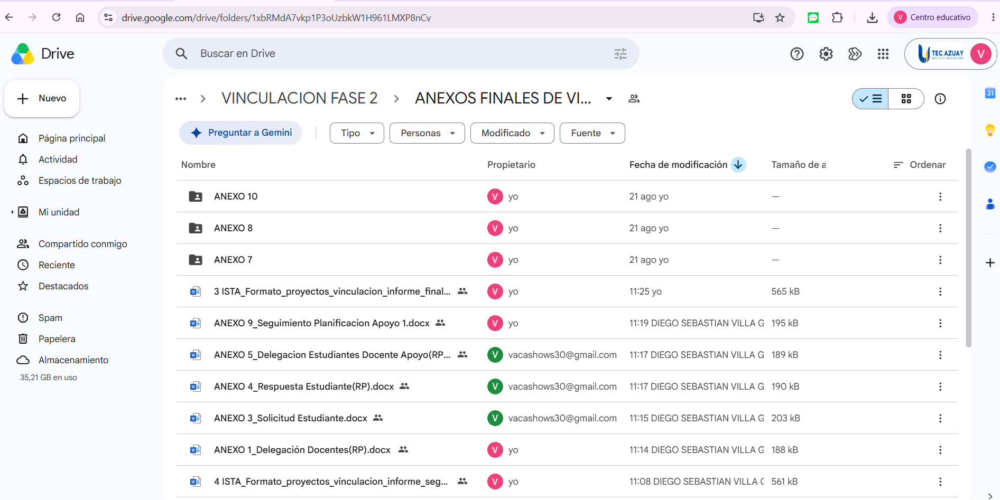 drive.google.com/drive/folders/1xbRMdA7vkp1P3oUzbkW1H961LMXP8nCv
V Centro educativo
Drive
Buscar en Drive
TEC.AZUAY
INSTITUTO UNIVERSITARIO
V
Nuevo
Página principal
Actividad
Espacios de trabajo
Mi unidad
Compartido conmigo
Reciente
Destacados
Spam
Papelera
Almacenamiento
35,21 GB en uso
VINCULACION FASE 2 ANEXOS FINALES DE VI...
Preguntar a Gemini Tipo Personas Modificado Fuente
Nombre Propietario Fecha de modificación Tamaño de a Ordenar
ANEXO 10 V yo 21 ago yo —
ANEXO 8 V yo 21 ago yo —
ANEXO 7 V yo 21 ago yo —
3 ISTA_Formato_proyectos_vinculacion_informe_final... V yo 11:25 yo 565 kB
ANEXO 9_Seguimiento Planificacion Apoyo 1.docx V yo 11:19 DIEGO SEBASTIAN VILLA G 195 kB
ANEXO 5_Delegacion Estudiantes Docente Apoyo(RP... V vacashows30@gmail.com 11:17 DIEGO SEBASTIAN VILLA G 189 kB
ANEXO 4_Respuesta Estudiante(RP).docx V vacashows30@gmail.com 11:17 DIEGO SEBASTIAN VILLA G 190 kB
ANEXO 3_Solicitud Estudiante.docx V vacashows30@gmail.com 11:15 DIEGO SEBASTIAN VILLA G 203 kB
ANEXO 1_Delegación Docentes(RP).docx V yo 11:14 DIEGO SEBASTIAN VILLA G 188 kB
4 ISTA_Formato_proyectos_vinculacion_informe_seg... V yo 11:08 DIEGO SEBASTIAN VILLA 561 kB
31